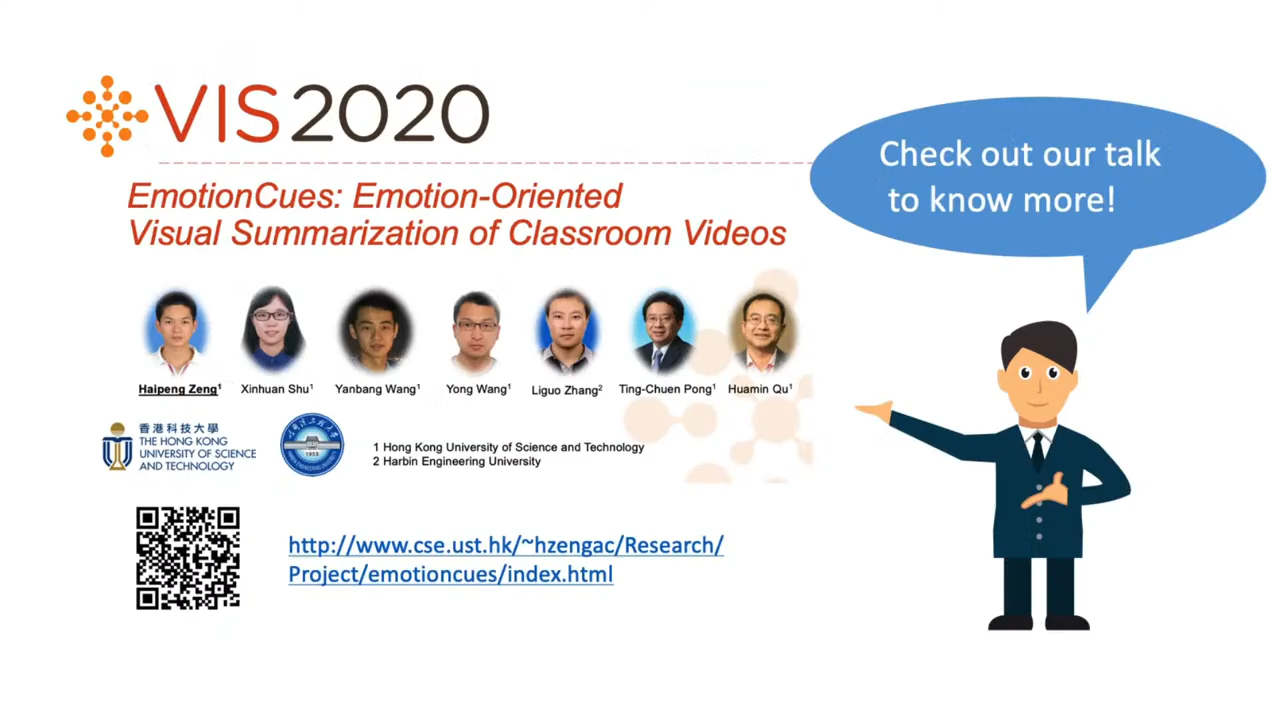 VIS2020
EmotionCues: Emotion-Oriented
Visual Summarization of Classroom Videos
Check out our talk
to know more!
Haipeng Zeng¹ Xinhuan Shu¹ Yanbang Wang¹ Yong Wang¹ Liguo Zhang² Ting-Chuen Pong¹ Huamin Qu¹
香港科技大學
THE HONG KONG
UNIVERSITY OF SCIENCE
AND TECHNOLOGY
1953
1 Hong Kong University of Science and Technology
2 Harbin Engineering University
http://www.cse.ust.hk/~hzengac/Research/
Project/emotioncues/index.html